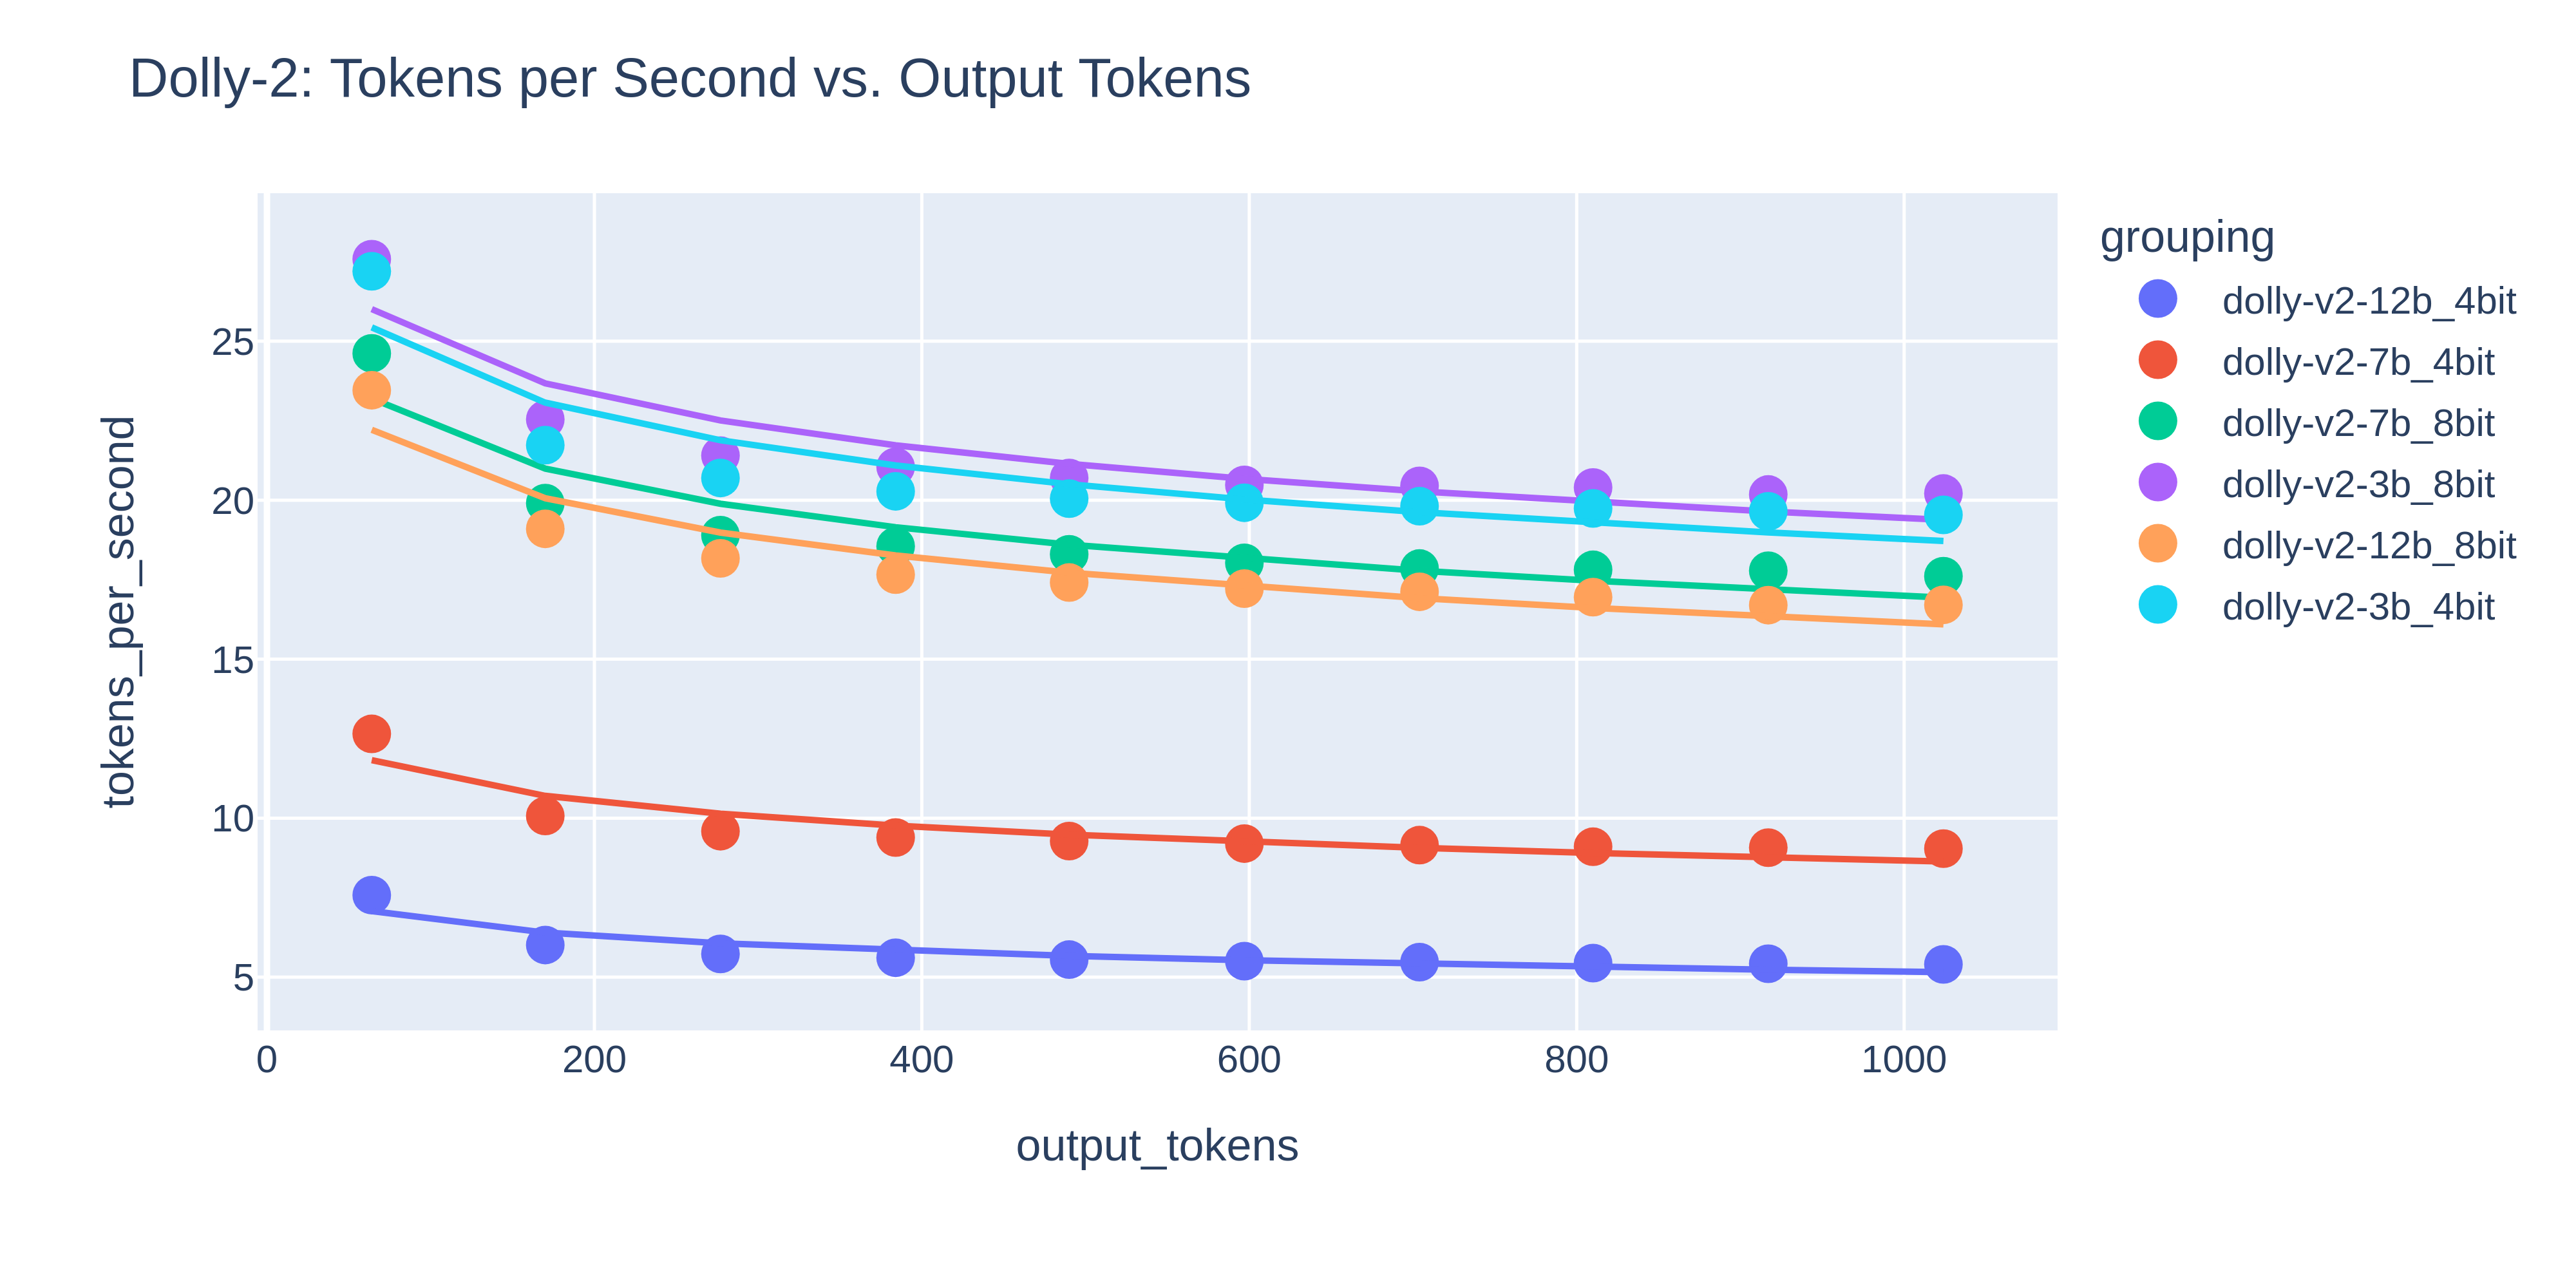 Dolly-2: Tokens per Second vs. Output Tokens
tokens_per_second
25
20
15
10
5
0
200
400
600
800
1000
output_tokens
grouping
dolly-v2-12b_4bit
dolly-v2-7b_4bit
dolly-v2-7b_8bit
dolly-v2-3b_8bit
dolly-v2-12b_8bit
dolly-v2-3b_4bit